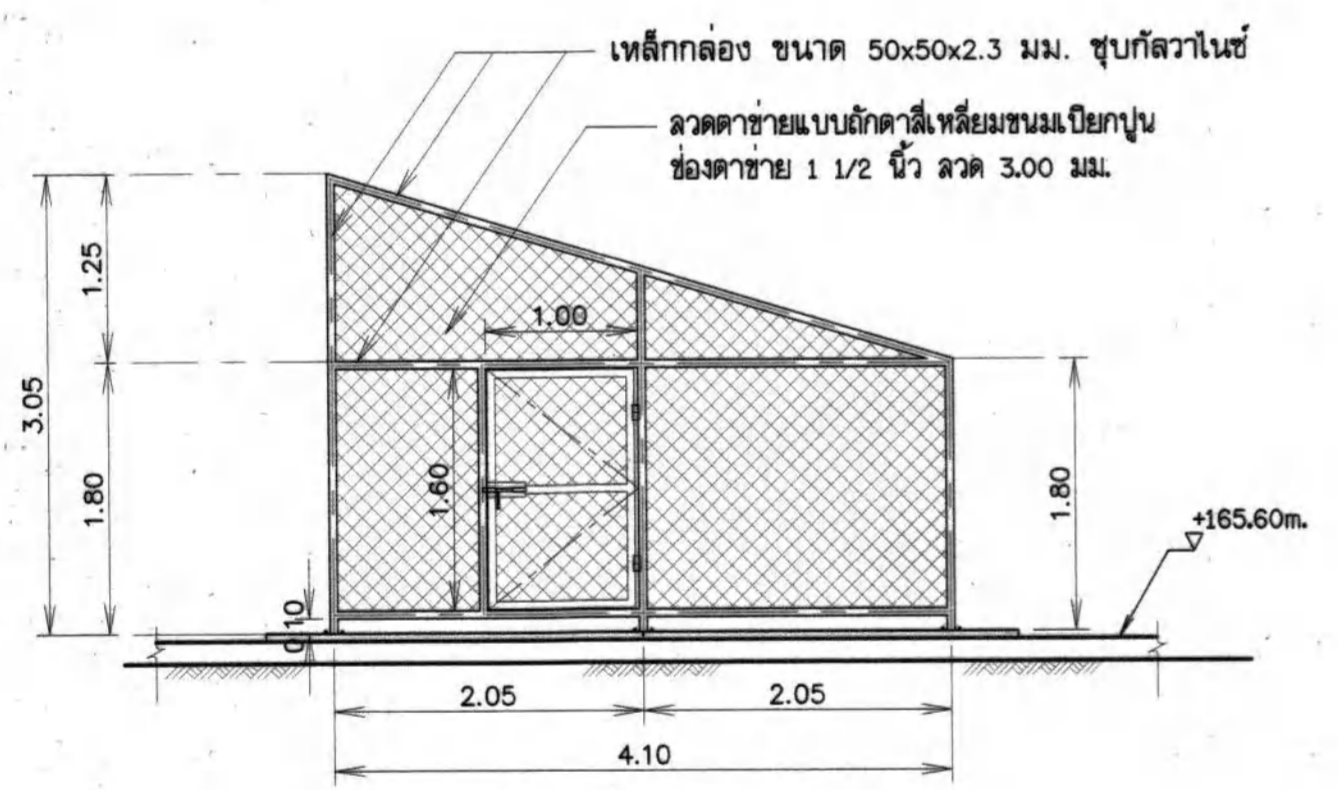 เหล็กกล่อง ขนาด 50x50x2.3 มม. ชุบกัลวาไนซ์
ลวดตาข่ายแบบถักตาสี่เหลี่ยมขนมเปียกปูน
ช่องตาข่าย 1 1/2 นิ้ว ลวด 3.00 มม.
3.05
1.25
1.80
0.10
1.00
1.60
1.80
+165.60m.
2.05
2.05
4.10